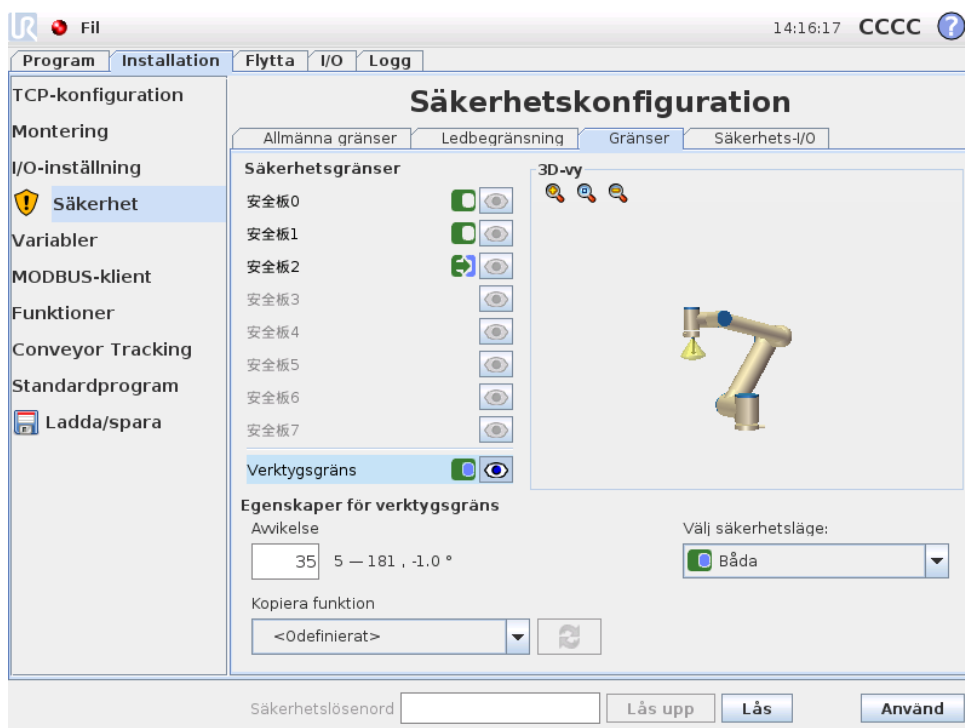 UR Fil 14:16:17 CCCC ?
Program Installation Flytta I/O Logg
TCP-konfiguration
Montering
I/O-inställning
Säkerhet
Variabler
MODBUS-klient
Funktioner
Conveyor Tracking
Standardprogram
Ladda/spara
Säkerhetskonfiguration
Allmänna gränser Ledbegränsning Gränser Säkerhets-I/O
Säkerhetsgränser
安全板0
安全板1
安全板2
安全板3
安全板4
安全板5
安全板6
安全板7
Verktygsgräns
3D-vy
Egenskaper för verktygsgräns
Avvikelse
35 5 — 181 , -1.0 °
Välj säkerhetsläge:
Båda
Kopiera funktion
<Odefinierat>
Säkerhetslösenord Lås upp Lås Använd